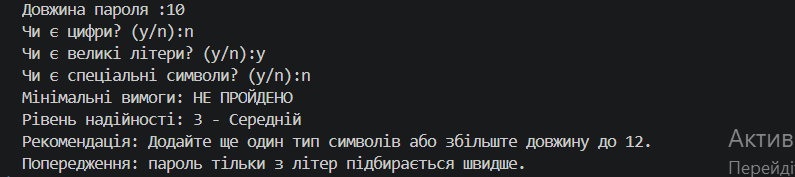 Довжина пароля :10
Чи є цифри? (y/n):n
Чи є великі літери? (y/n):y
Чи є спеціальні символи? (y/n):n
Мінімальні вимоги: НЕ ПРОЙДЕНО
Рівень надійності: 3 - Середній
Рекомендація: Додайте ще один тип символів або збільште довжину до 12.
Попередження: пароль тільки з літер підбирається швидше.
Актив
Перейді